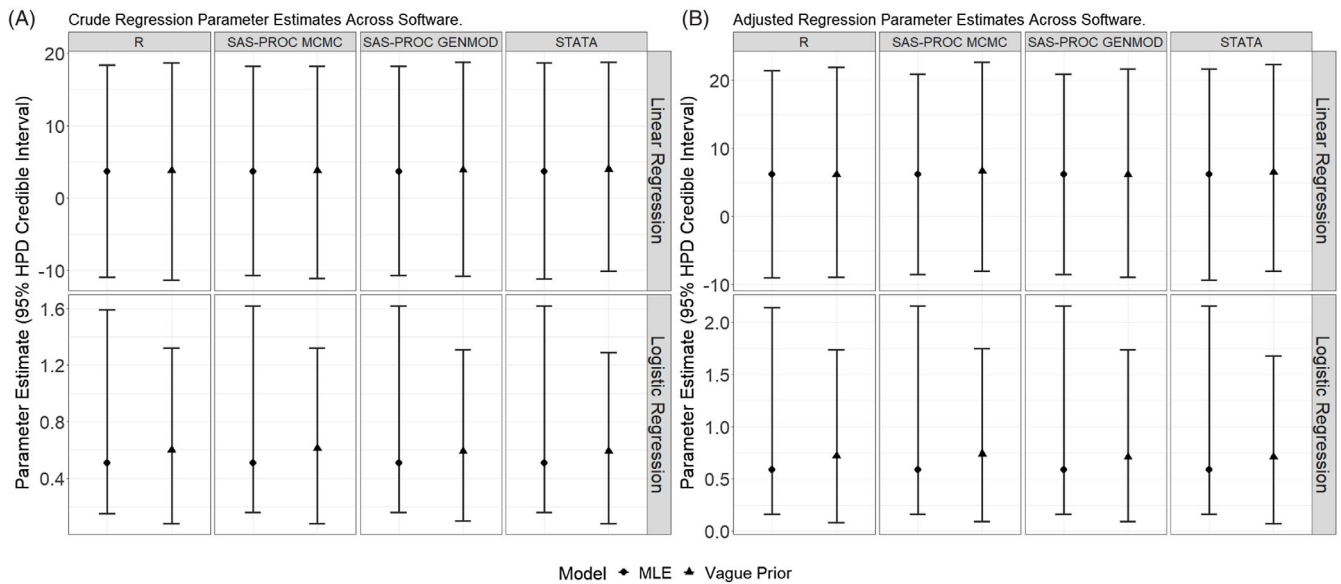 (A) Crude Regression Parameter Estimates Across Software.
R SAS-PROC MCMC SAS-PROC GENMOD STATA
Parameter Estimate (95% HPD Credible Interval)
20
10
0
-10
Linear Regression
1.6
1.2
0.8
0.4
Logistic Regression
(B) Adjusted Regression Parameter Estimates Across Software.
R SAS-PROC MCMC SAS-PROC GENMOD STATA
Parameter Estimate (95% HPD Credible Interval)
20
10
0
-10
Linear Regression
2.0
1.5
1.0
0.5
0.0
Logistic Regression
Model MLE Vague Prior